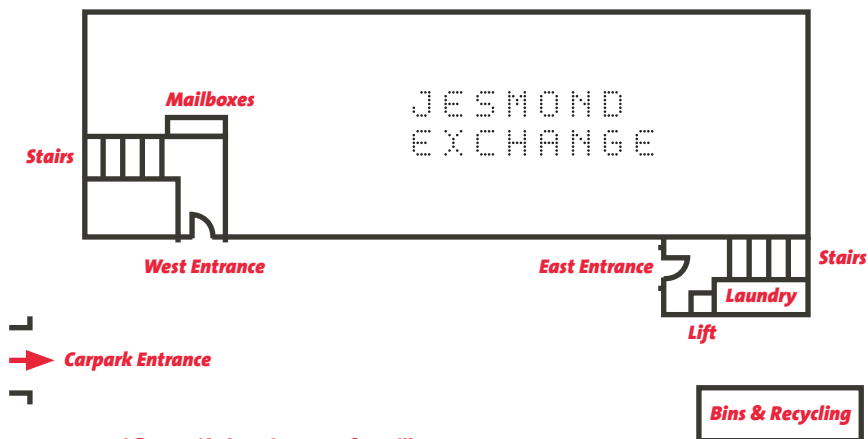 Mailboxes
JESMOND
EXCHANGE
Stairs
West Entrance
East Entrance
Stairs
Laundry
Lift
Carpark Entrance
Bins & Recycling